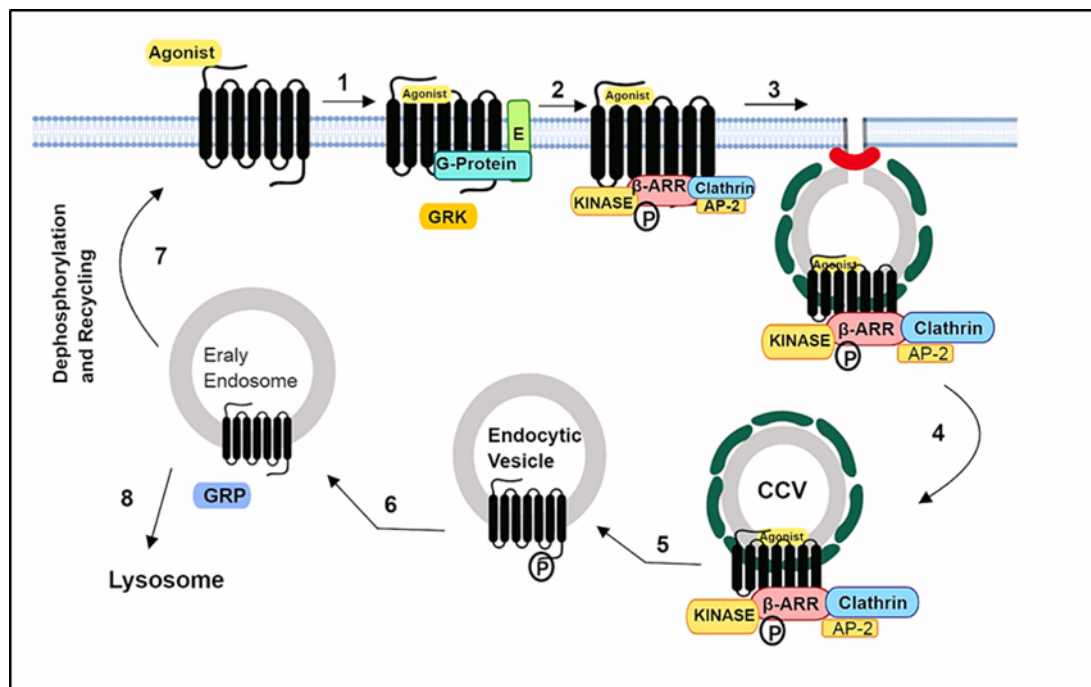 Agonist
1
Agonist
E
G-Protein
GRK
2
Agonist
β-ARR
Clathrin
KINASE
AP-2
P
3
Agonist
β-ARR
Clathrin
KINASE
AP-2
P
4
CCV
Agonist
β-ARR
Clathrin
KINASE
AP-2
P
5
Endocytic
Vesicle
P
6
Eraly
Endosome
GRP
7
Dephosphorylation
and Recycling
8
Lysosome